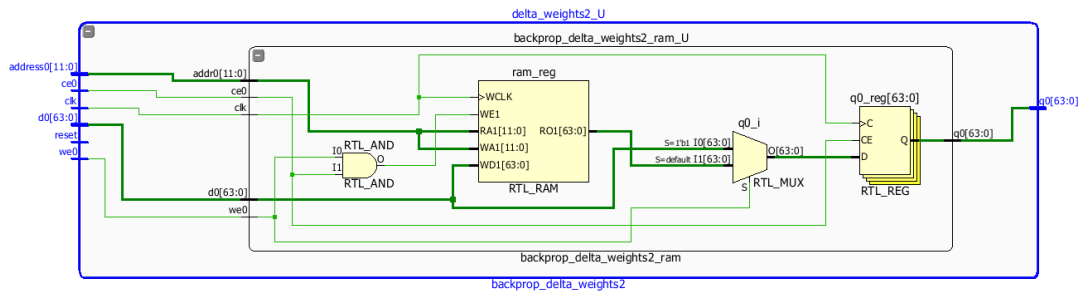 delta_weights2_U
backprop_delta_weights2_ram_U
address0[11:0]
ce0
clk
d0[63:0]
reset
we0
addr0[11:0]
ce0
clk
d0[63:0]
we0
RTL_AND
I0
I1
O
RTL_AND
ram_reg
WCLK
WE1
RA1[11:0]
WA1[11:0]
WD1[63:0]
RO1[63:0]
RTL_RAM
q0_i
S=1'b1 I0[63:0]
S=default I1[63:0]
O[63:0]
S
RTL_MUX
q0_reg[63:0]
C
CE
D
Q
RTL_REG
q0[63:0]
q0[63:0]
backprop_delta_weights2_ram
backprop_delta_weights2